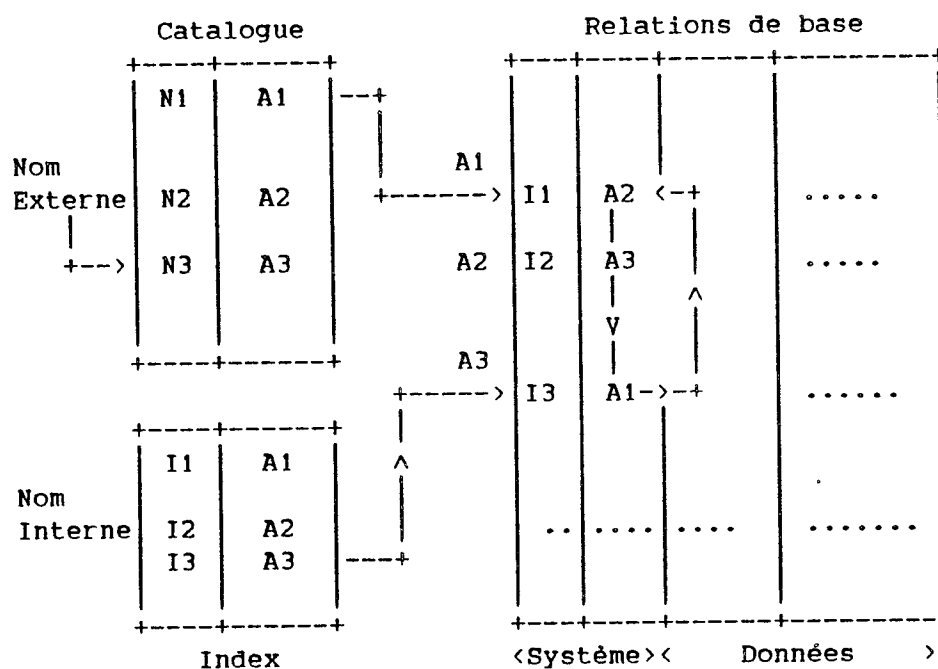 Catalogue Relations de base
N1 A1
Nom A1
Externe N2 A2 I1 A2 .....
N3 A3 A2 I2 A3 .....
V
A3
I3 A1 ......
I1 A1
Nom
Interne I2 A2 .. ..... .... .......
I3 A3
Index <Système>< Données >